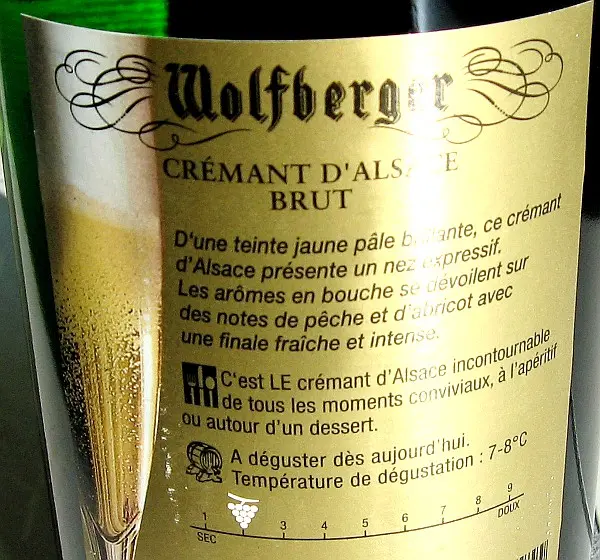 Wolfberger
CRÉMANT D'ALSACE
BRUT
D'une teinte jaune pâle brillante, ce crémant
d'Alsace présente un nez expressif.
Les arômes en bouche se dévoilent sur
des notes de pêche et d'abricot avec
une finale fraîche et intense.
C'est LE crémant d'Alsace incontournable
de tous les moments conviviaux, à l'apéritif
ou autour d'un dessert.
A déguster dès aujourd'hui.
Température de dégustation : 7-8°C
1 3 4 5 6 7 8 9
SEC DOUX